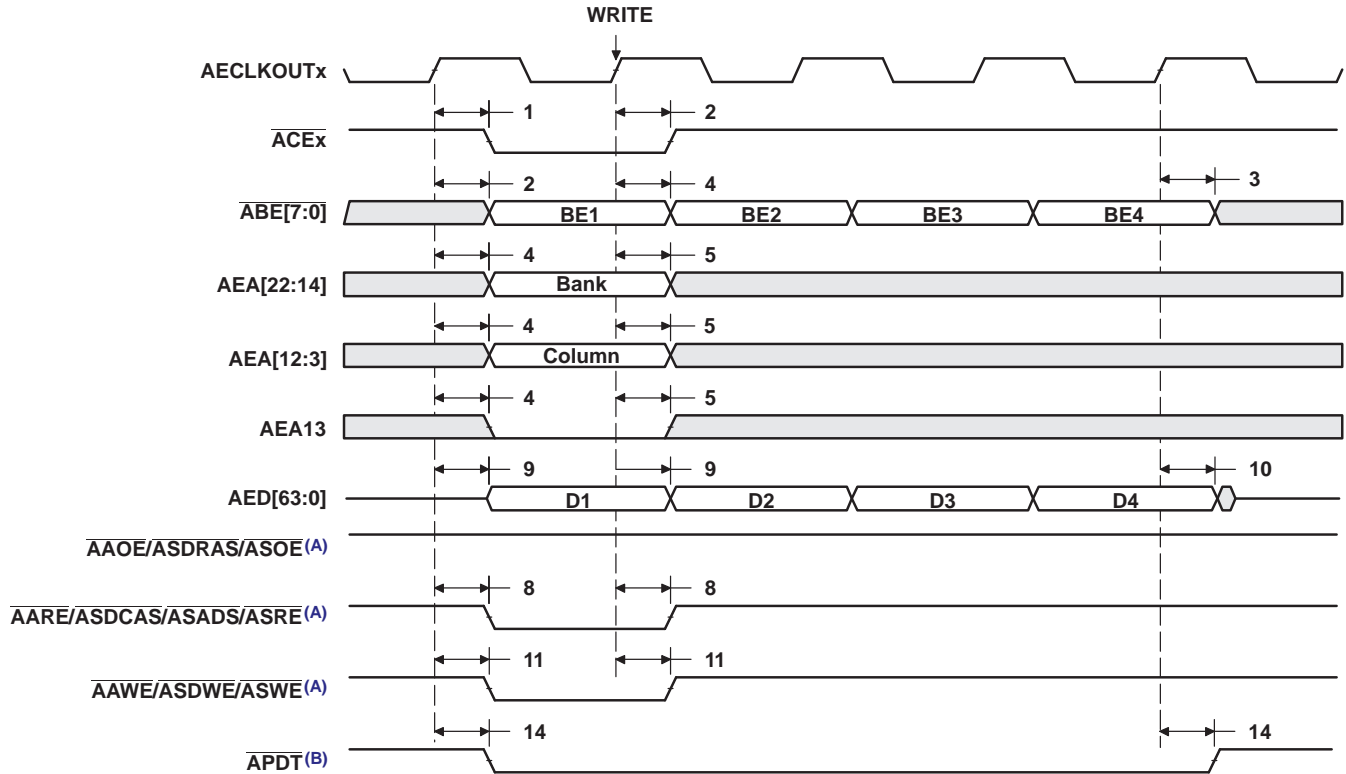 WRITE
AECLKOUTx
1 2
ACEx
2 4 3
ABE[7:0]
BE1 BE2 BE3 BE4
4 5
AEA[22:14]
Bank
4 5
AEA[12:3]
Column
4 5
AEA13
9 9 10
AED[63:0]
D1 D2 D3 D4
AAOE/ASDRAS/ASOE(A)
8 8
AARE/ASDCAS/ASADS/ASRE(A)
11 11
AAWE/ASDWE/ASWE(A)
14 14
APDT(B)